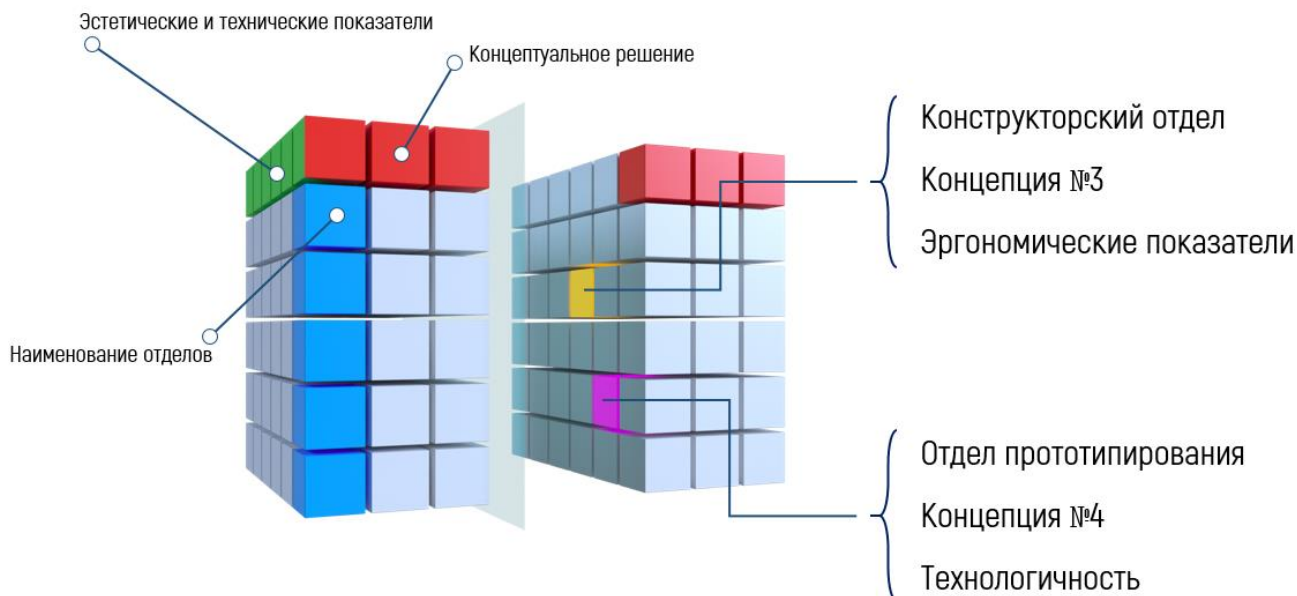 Эстетические и технические показатели
Концептуальное решение
Наименование отделов
Конструкторский отдел
Концепция №3
Эргономические показатели
Отдел прототипирования
Концепция №4
Технологичность